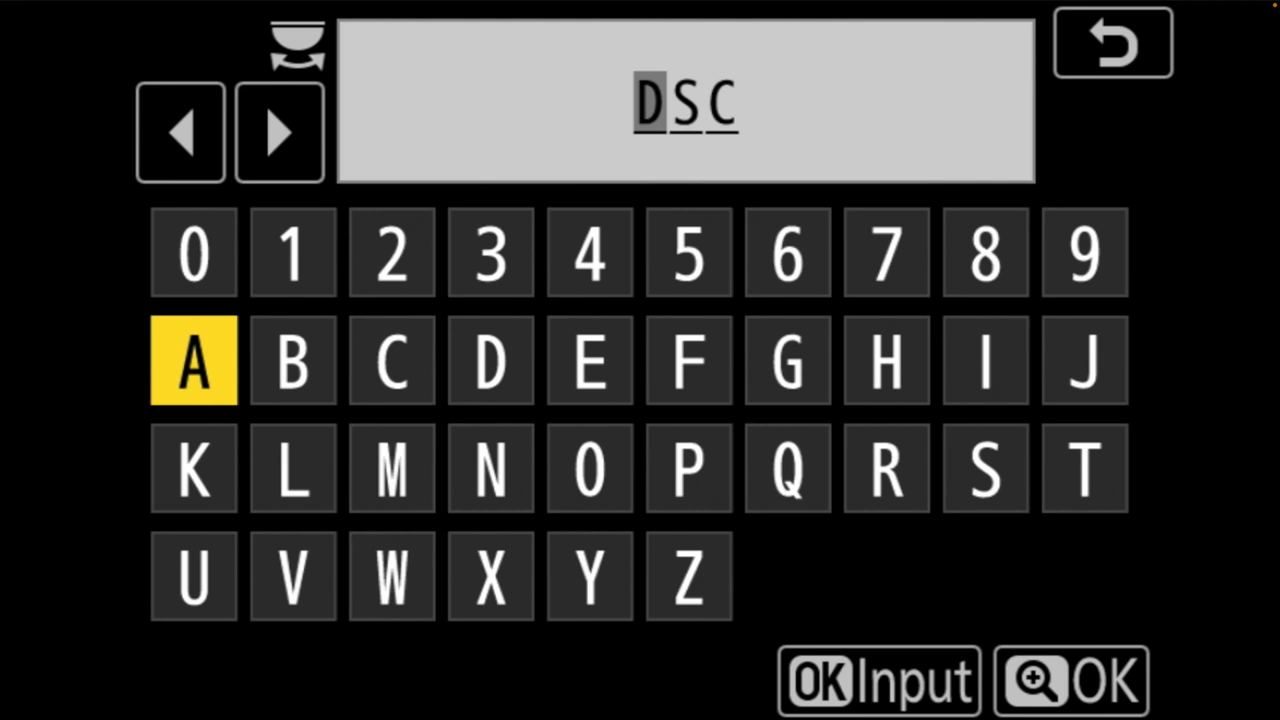 DSC
0 1 2 3 4 5 6 7 8 9
A B C D E F G H I J
K L M N O P Q R S T
U V W X Y Z
OK Input OK